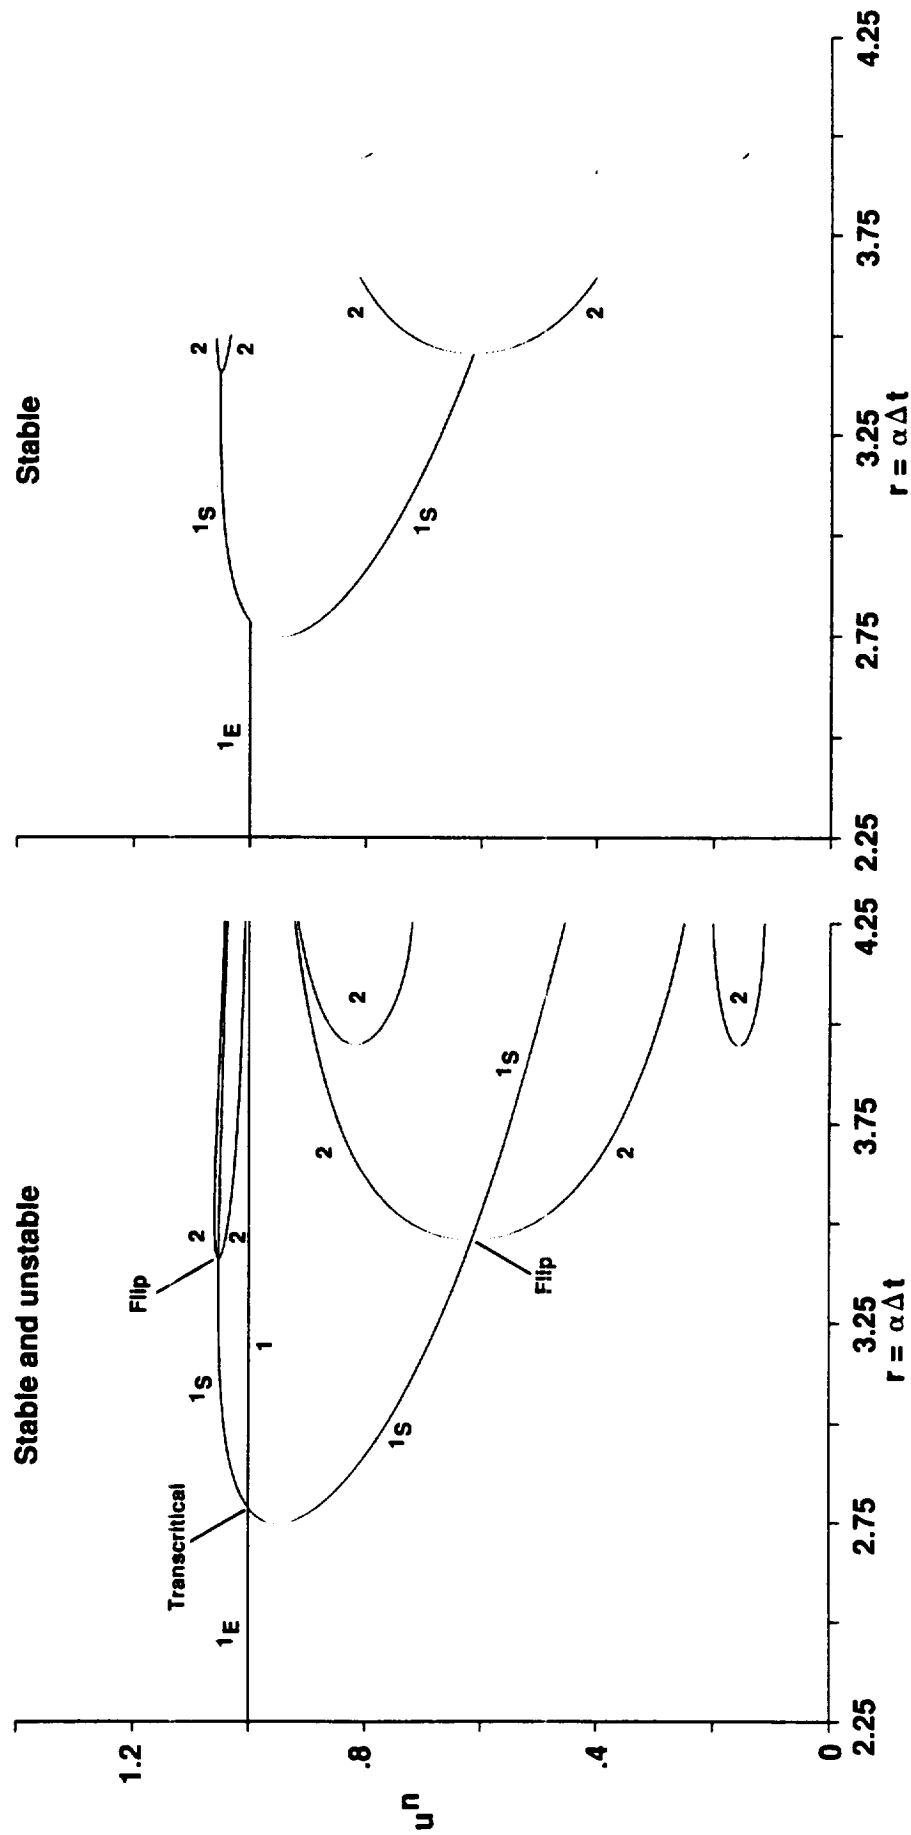 Stable and unstable
Transcritical
Flip
Flip
1E
1S
1S
1S
1
2
2
2
2
2
2
uⁿ
1.2
.8
.4
0
2.25
2.75
3.25
3.75
4.25
r = αΔt
Stable
1E
1S
1S
2
2
2
2
2.25
2.75
3.25
3.75
4.25
r = αΔt